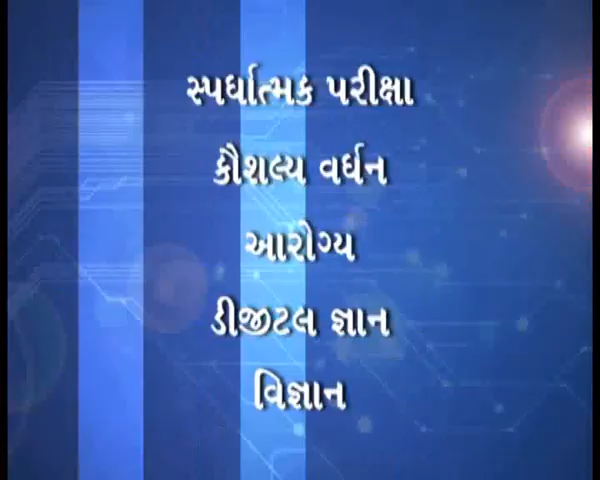 સ્પર્ધાત્મક પરીક્ષા
કૌશલ્ય વર્ધન
આરોગ્ય
ડીજીટલ જ્ઞાન
વિજ્ઞાન